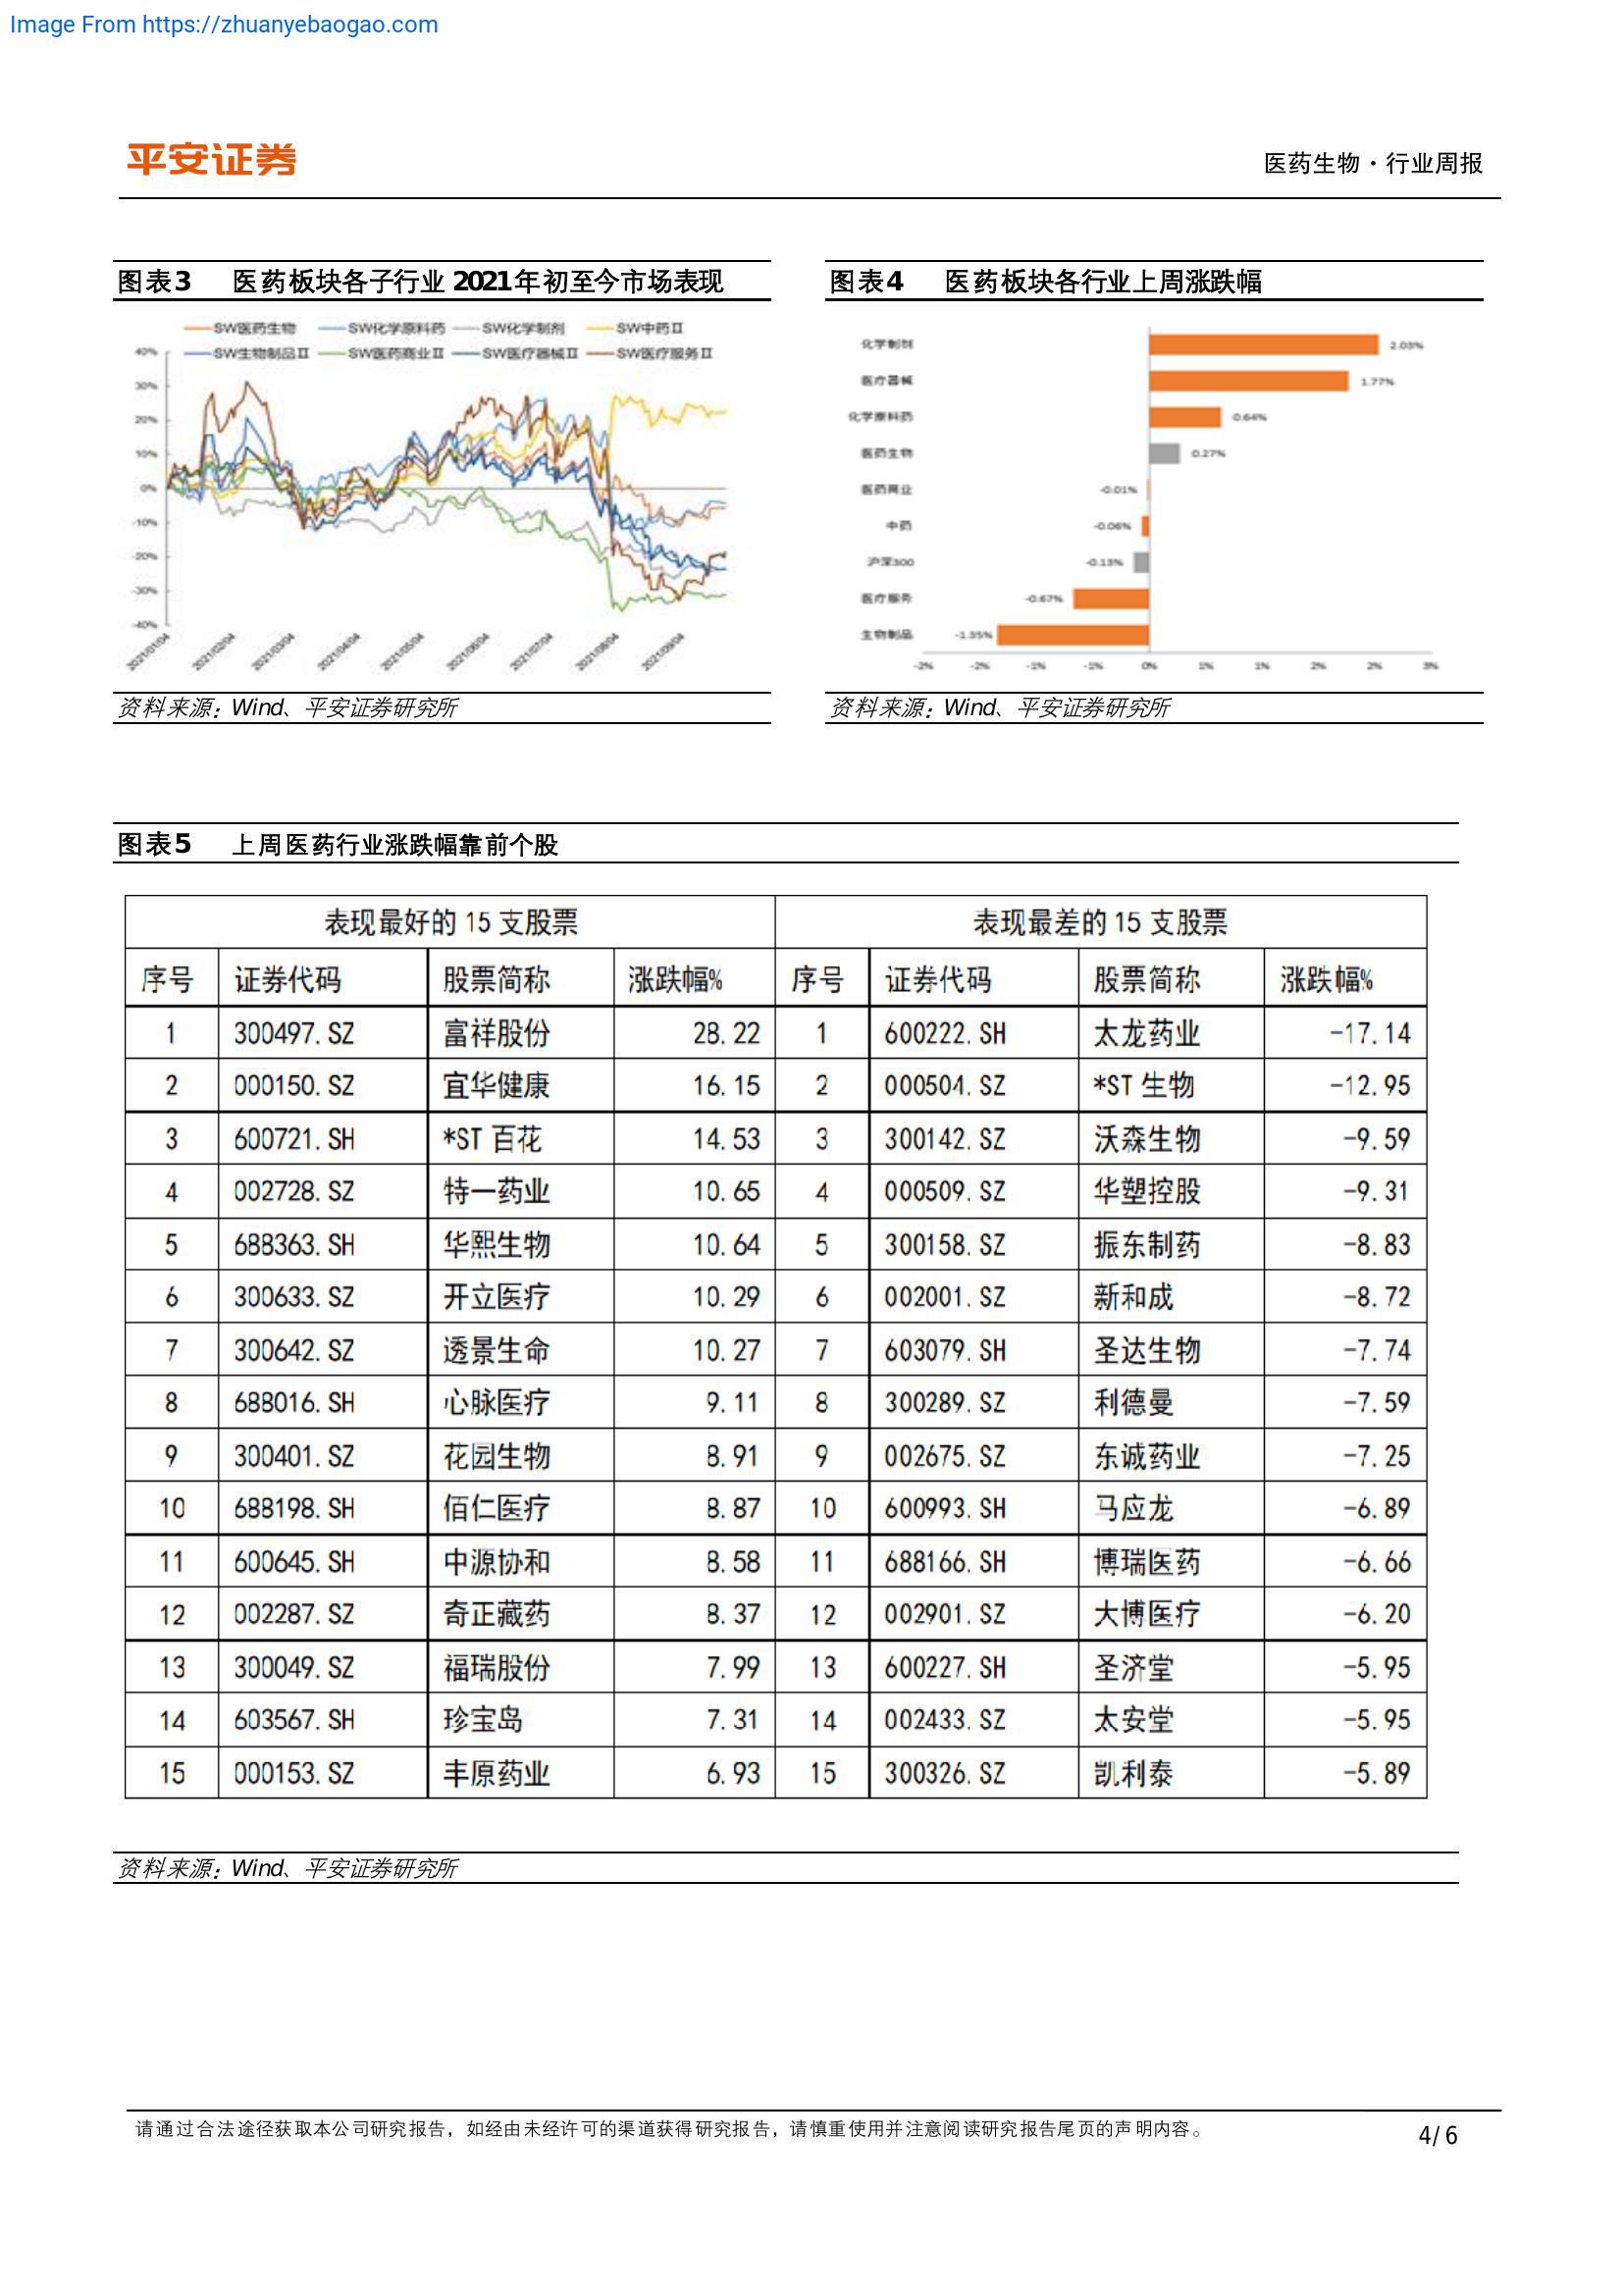 Image From https://zhuanyebaogao.com
平安证券
医药生物·行业周报
图表3 医药板块各子行业 2021年初至今市场表现
SW医药生物 SW化学原料药 SW化学制剂 SW中药Ⅱ
SW生物制品Ⅱ SW医药商业Ⅱ SW医疗器械Ⅱ SW医疗服务Ⅱ
40%
30%
20%
10%
0%
-10%
-20%
-30%
-40%
2021/01/04 2021/02/04 2021/03/04 2021/04/04 2021/05/04 2021/06/04 2021/07/04 2021/08/04 2021/09/04
资料来源：Wind、平安证券研究所
图表4 医药板块各行业上周涨跌幅
化学制剂 2.03%
医疗器械 1.77%
化学原料药 0.64%
医药生物 0.27%
医药商业 -0.01%
中药 -0.06%
沪深300 -0.13%
医疗服务 -0.67%
生物制品 -1.35%
-2% -2% -1% -1% 0% 1% 1% 2% 2% 3%
资料来源：Wind、平安证券研究所
图表5 上周医药行业涨跌幅靠前个股
表现最好的 15 支股票 表现最差的 15 支股票
序号 证券代码 股票简称 涨跌幅% 序号 证券代码 股票简称 涨跌幅%
1 300497.SZ 富祥股份 28.22 1 600222.SH 太龙药业 -17.14
2 000150.SZ 宜华健康 16.15 2 000504.SZ *ST 生物 -12.95
3 600721.SH *ST 百花 14.53 3 300142.SZ 沃森生物 -9.59
4 002728.SZ 特一药业 10.65 4 000509.SZ 华塑控股 -9.31
5 688363.SH 华熙生物 10.64 5 300158.SZ 振东制药 -8.83
6 300633.SZ 开立医疗 10.29 6 002001.SZ 新和成 -8.72
7 300642.SZ 透景生命 10.27 7 603079.SH 圣达生物 -7.74
8 688016.SH 心脉医疗 9.11 8 300289.SZ 利德曼 -7.59
9 300401.SZ 花园生物 8.91 9 002675.SZ 东诚药业 -7.25
10 688198.SH 佰仁医疗 8.87 10 600993.SH 马应龙 -6.89
11 600645.SH 中源协和 8.58 11 688166.SH 博瑞医药 -6.66
12 002287.SZ 奇正藏药 8.37 12 002901.SZ 大博医疗 -6.20
13 300049.SZ 福瑞股份 7.99 13 600227.SH 圣济堂 -5.95
14 603567.SH 珍宝岛 7.31 14 002433.SZ 太安堂 -5.95
15 000153.SZ 丰原药业 6.93 15 300326.SZ 凯利泰 -5.89
资料来源：Wind、平安证券研究所
请通过合法途径获取本公司研究报告，如经由未经许可的渠道获得研究报告，请慎重使用并注意阅读研究报告尾页的声明内容。
4/6